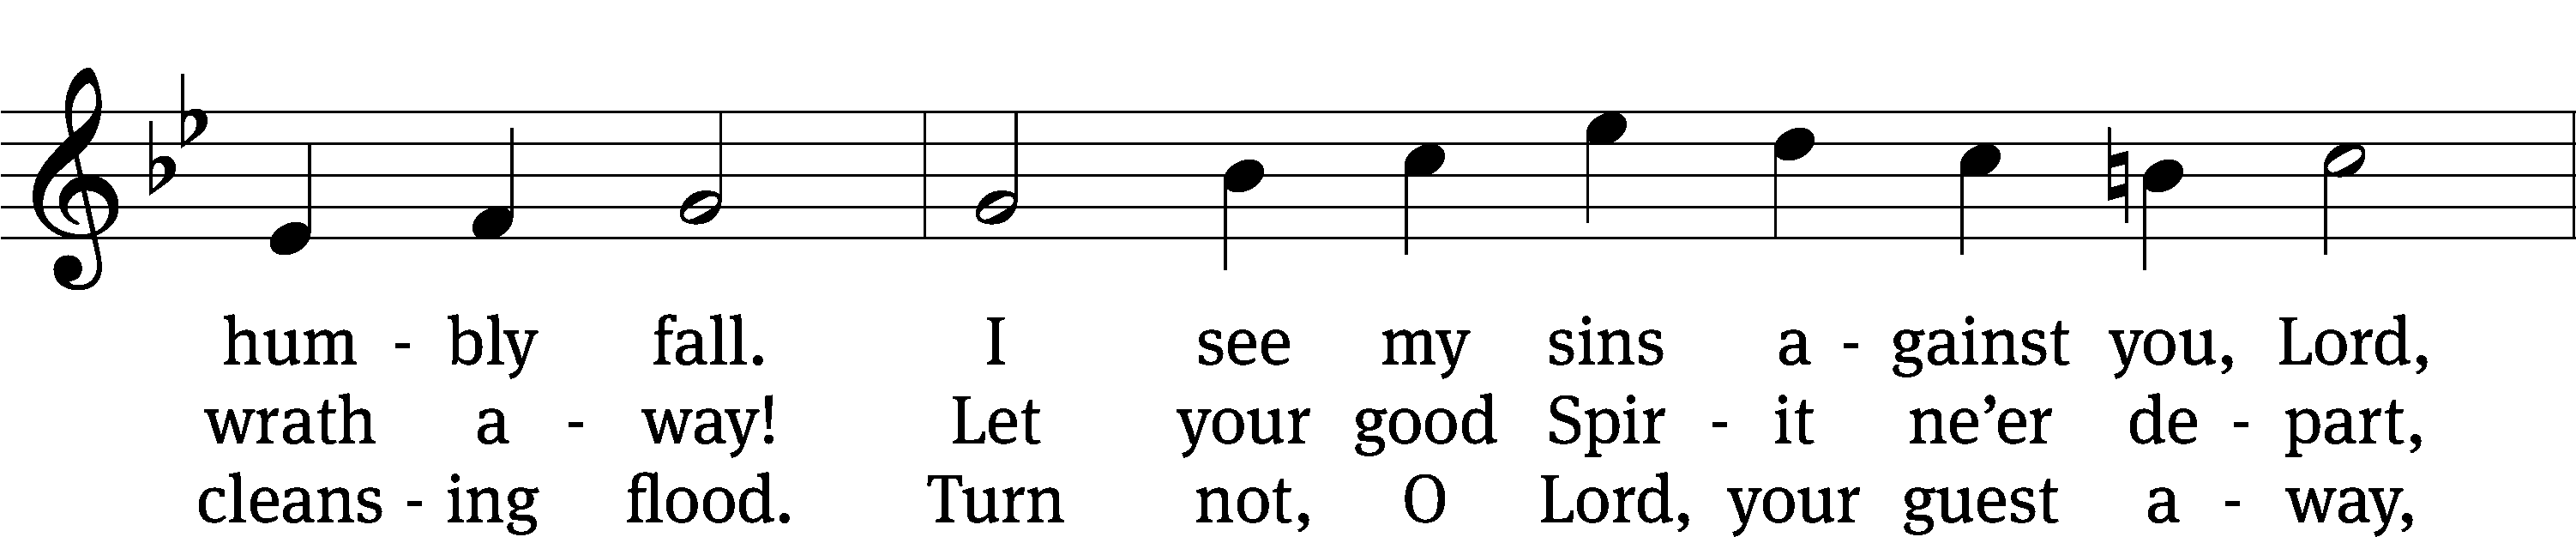 hum - bly fall. I see my sins a - gainst you, Lord,
wrath a - way! Let your good Spir - it ne’er de - part,
cleans - ing flood. Turn not, O Lord, your guest a - way,